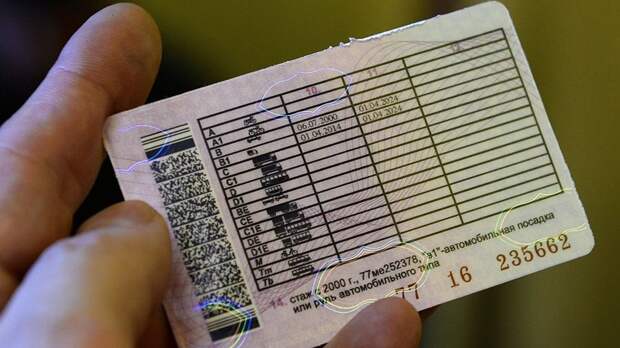 10. 11. 12.
A
A1
B 06.07.2000 01.04.2024
B1 01.04.2014 01.04.2024
C
C1
D
D1
BE
CE
C1E
DE
D1E
Tm
Tb
14. стаж с 2000 г., 77ме252378, "в1"-автомобильная посадка
или руль автомобильного типа
77 16 235662